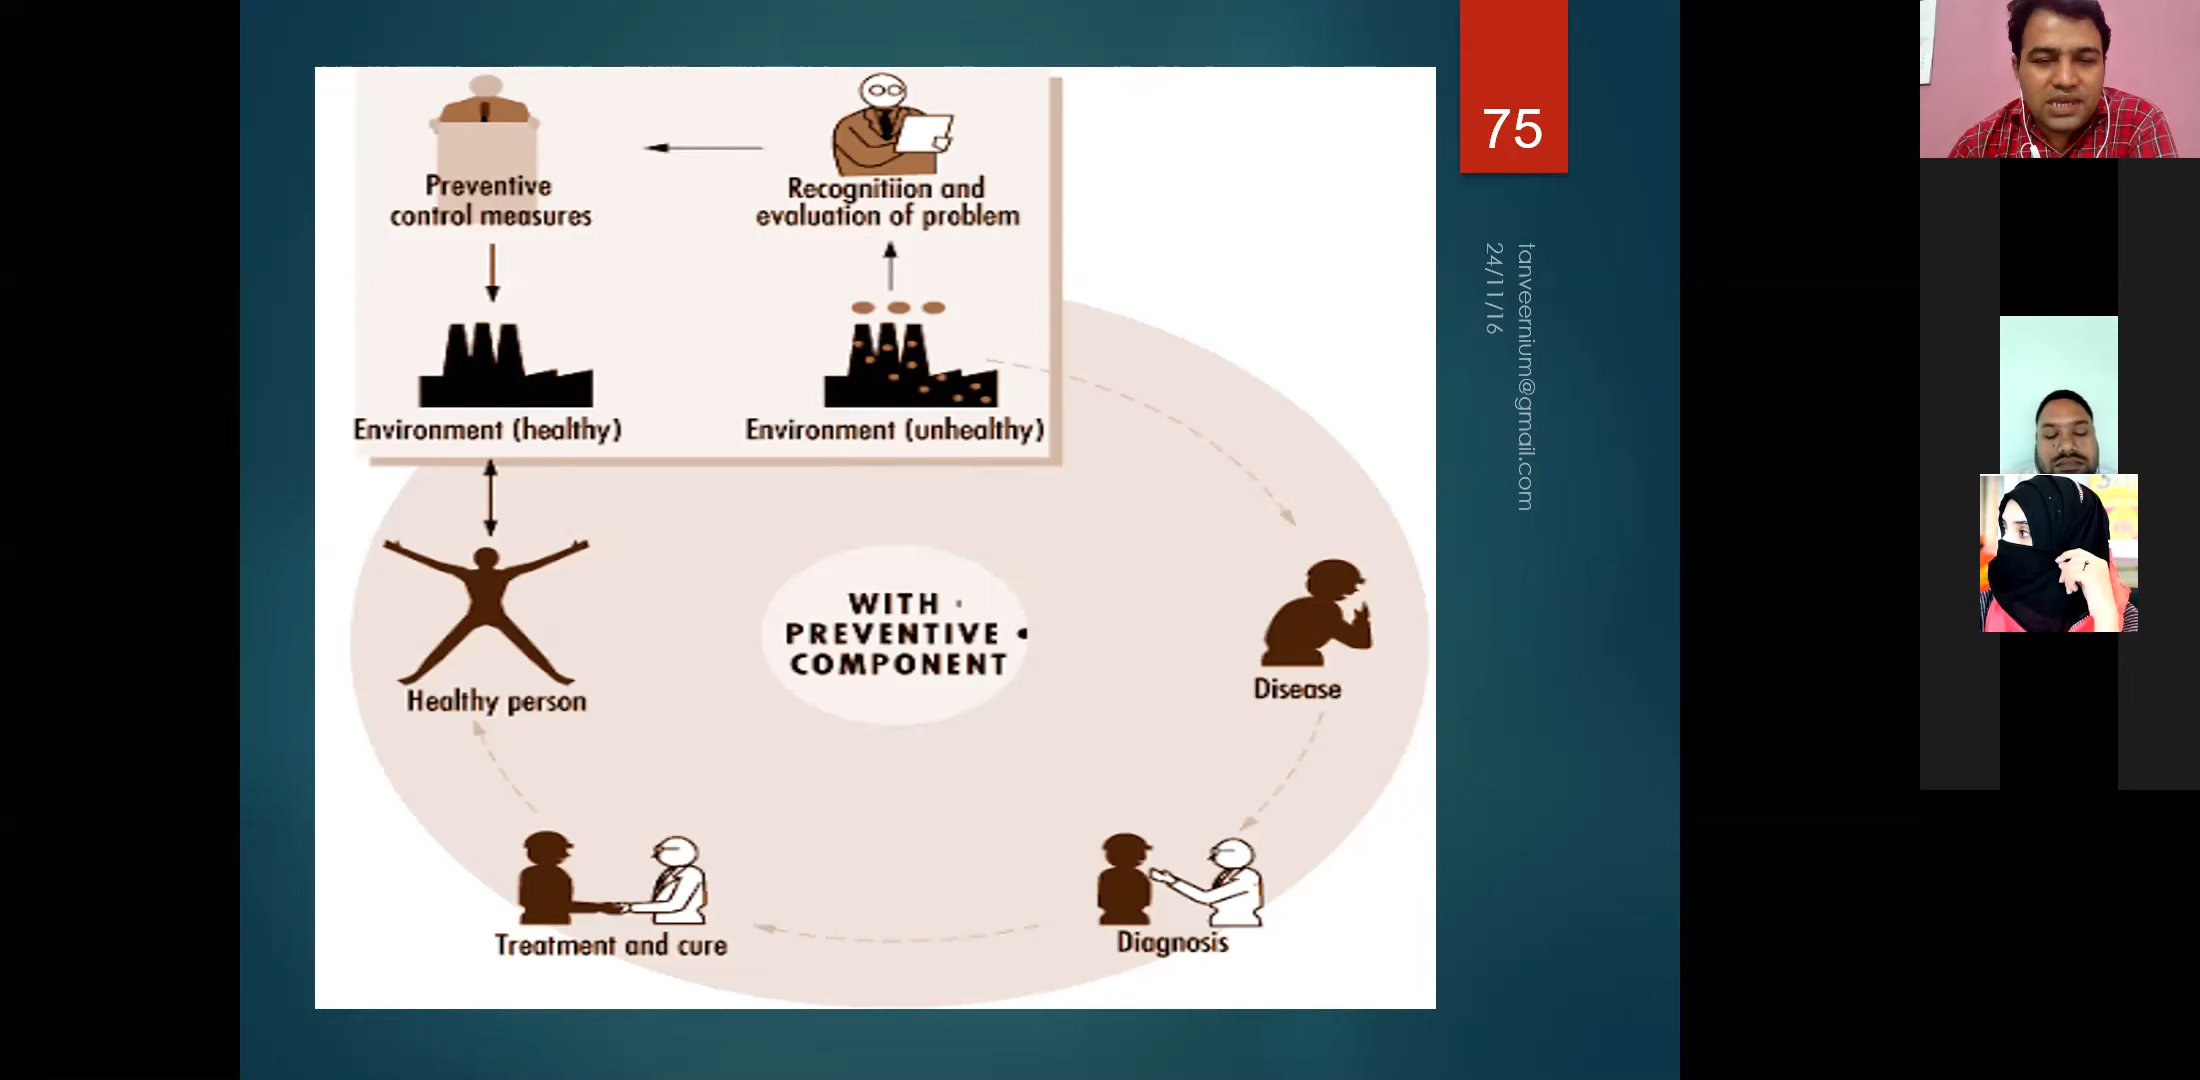 75
tanveernium@gmail.com
24/11/16
Preventive
control measures
Recognitiion and
evaluation of problem
Environment (healthy)
Environment (unhealthy)
Healthy person
WITH
PREVENTIVE
COMPONENT
Disease
Treatment and cure
Diagnosis